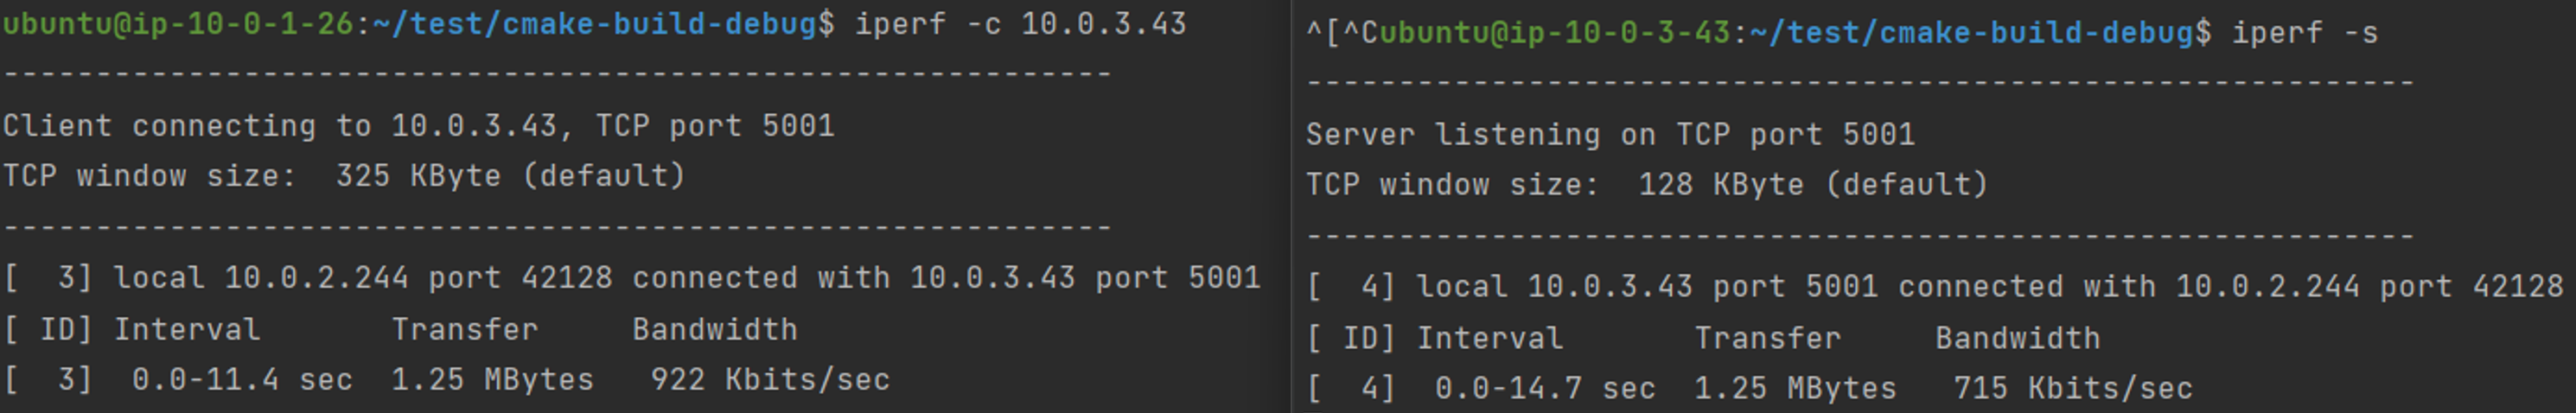 ubuntu@ip-10-0-1-26:~/test/cmake-build-debug$ iperf -c 10.0.3.43
------------------------------------------------------------
Client connecting to 10.0.3.43, TCP port 5001
TCP window size:  325 KByte (default)
------------------------------------------------------------
[  3] local 10.0.2.244 port 42128 connected with 10.0.3.43 port 5001
[ ID] Interval       Transfer     Bandwidth
[  3]  0.0-11.4 sec  1.25 MBytes   922 Kbits/sec
^[^Cubuntu@ip-10-0-3-43:~/test/cmake-build-debug$ iperf -s
------------------------------------------------------------
Server listening on TCP port 5001
TCP window size:  128 KByte (default)
------------------------------------------------------------
[  4] local 10.0.3.43 port 5001 connected with 10.0.2.244 port 42128
[ ID] Interval       Transfer     Bandwidth
[  4]  0.0-14.7 sec  1.25 MBytes   715 Kbits/sec